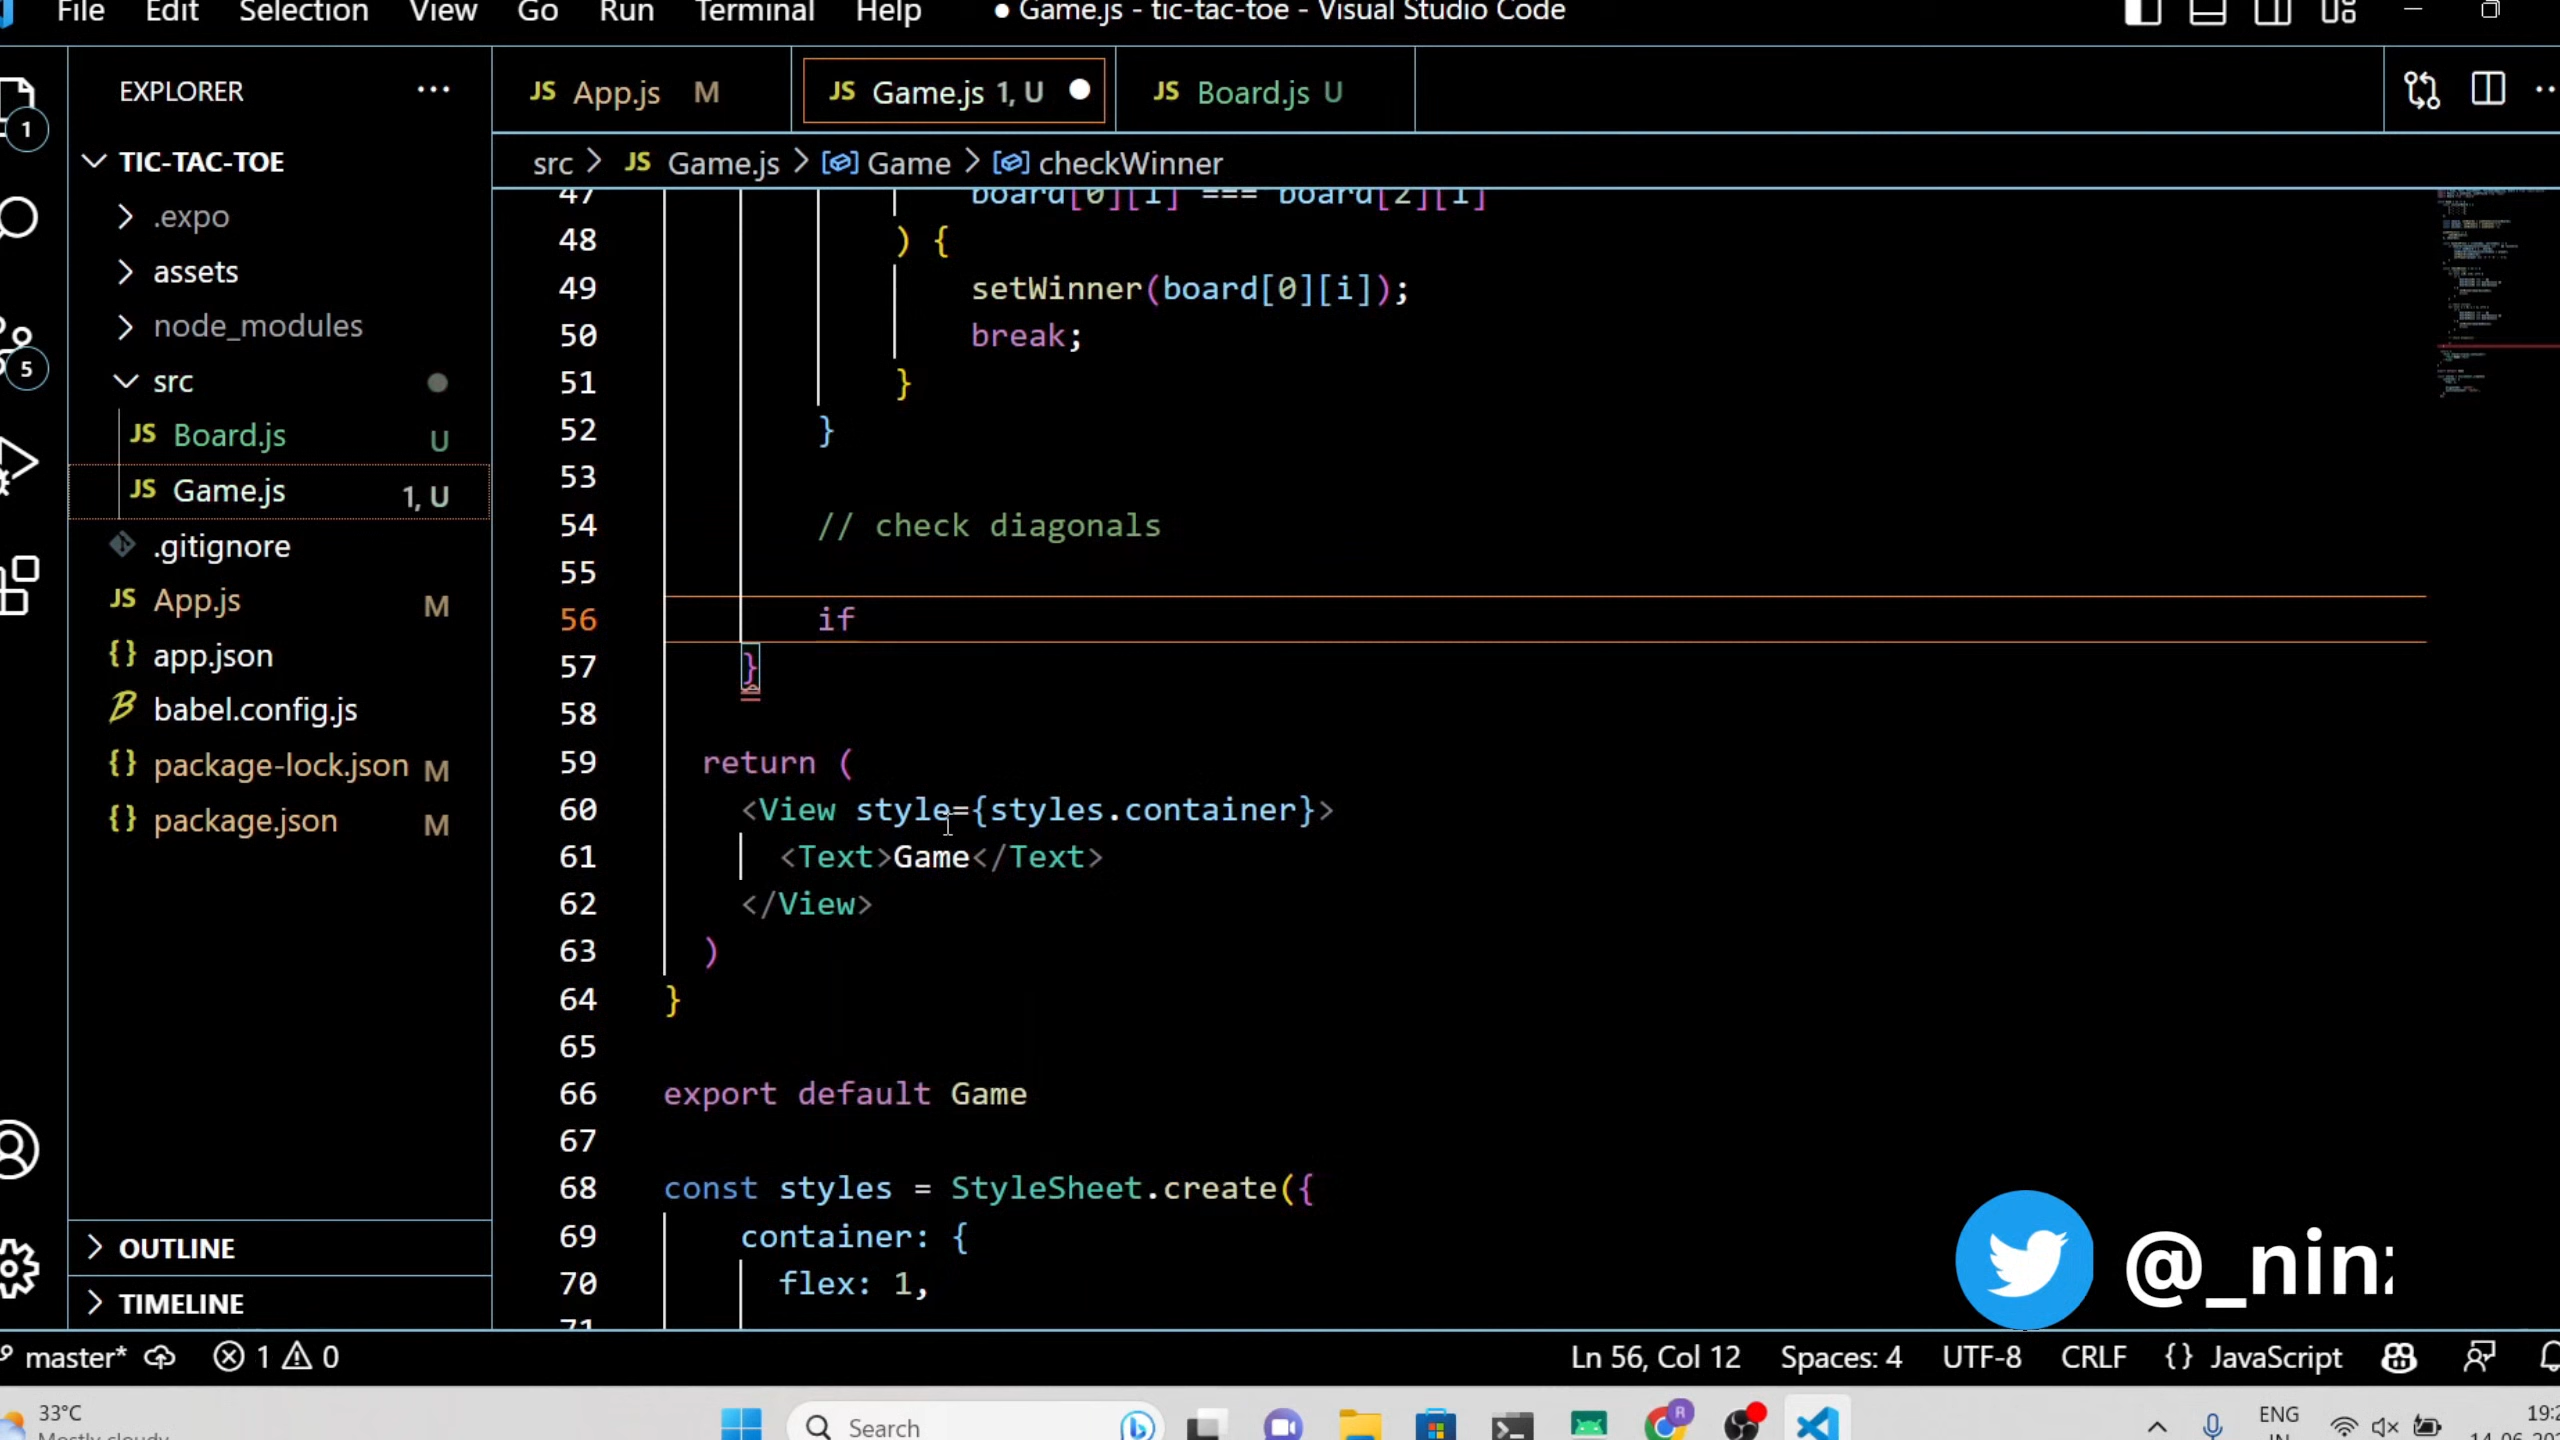 File Edit Selection View Go Run Terminal Help ● Game.js - tic-tac-toe - Visual Studio Code
EXPLORER ···
JS App.js M JS Game.js 1, U JS Board.js U
src > JS Game.js > Game > checkWinner
1
5
TIC-TAC-TOE
.expo
assets
node_modules
src
JS Board.js U
JS Game.js 1, U
.gitignore
JS App.js M
{} app.json
babel.config.js
{} package-lock.json M
{} package.json M
OUTLINE
TIMELINE
47 board[0][i] === board[2][i]
48 ) {
49 setWinner(board[0][i]);
50 break;
51 }
52 }
53
54 // check diagonals
55
56 if
57 }
58
59 return (
60 <View style={styles.container}>
61 <Text>Game</Text>
62 </View>
63 )
64 }
65
66 export default Game
67
68 const styles = StyleSheet.create({
69 container: {
70 flex: 1,
71
@_nin
master* 1 0 Ln 56, Col 12 Spaces: 4 UTF-8 CRLF {} JavaScript
33°C
Mostly cloudy
Search
R
ENG
IN